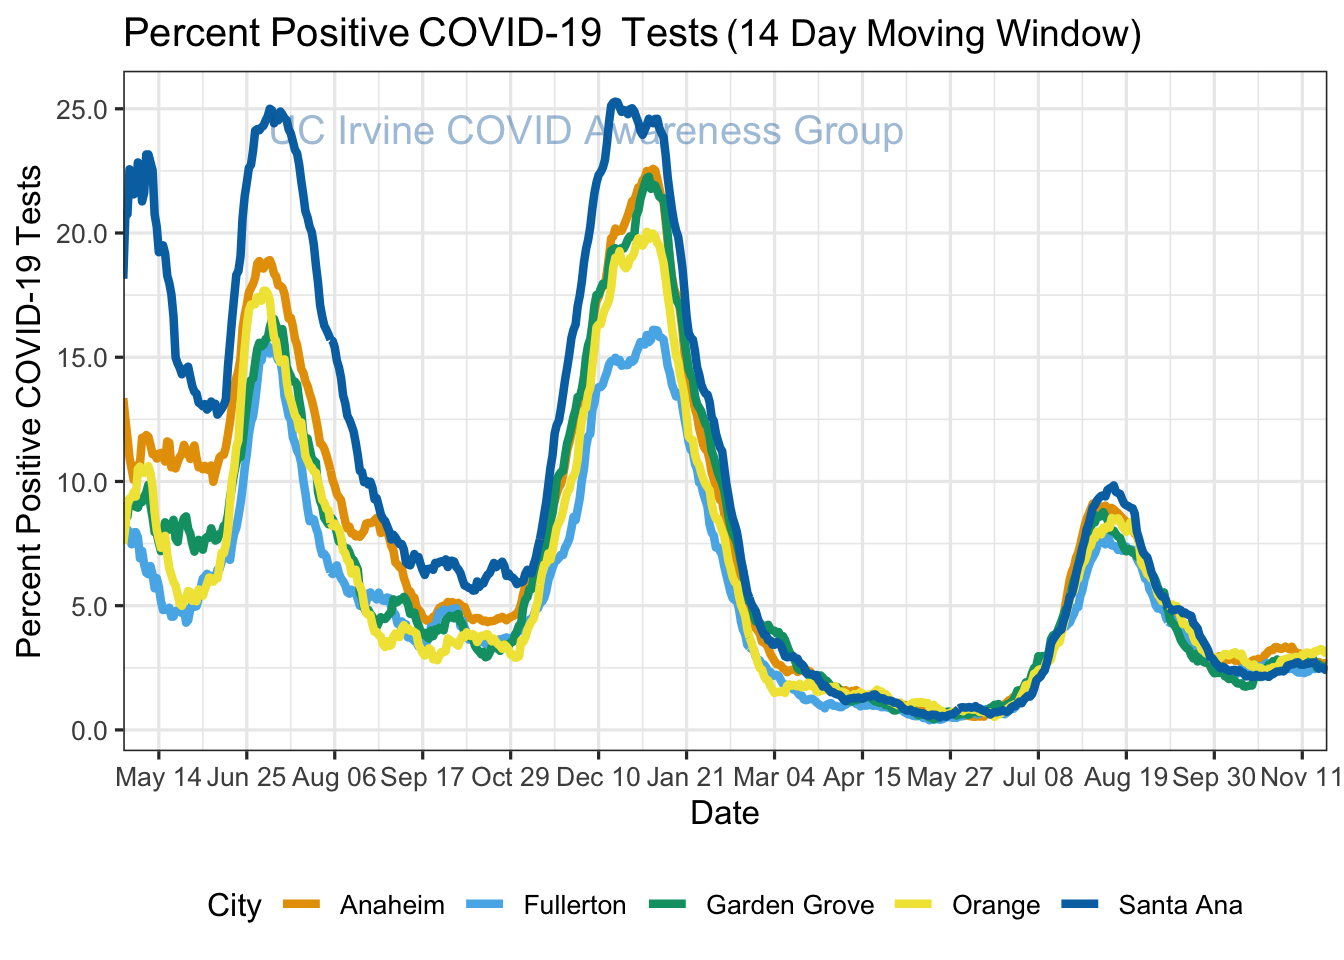 Percent Positive COVID-19  Tests (14 Day Moving Window)
UC Irvine COVID Awareness Group
Percent Positive COVID-19 Tests
25.0
20.0
15.0
10.0
5.0
0.0
May 14 Jun 25 Aug 06 Sep 17 Oct 29 Dec 10 Jan 21 Mar 04 Apr 15 May 27 Jul 08 Aug 19 Sep 30 Nov 11
Date
City Anaheim Fullerton Garden Grove Orange Santa Ana